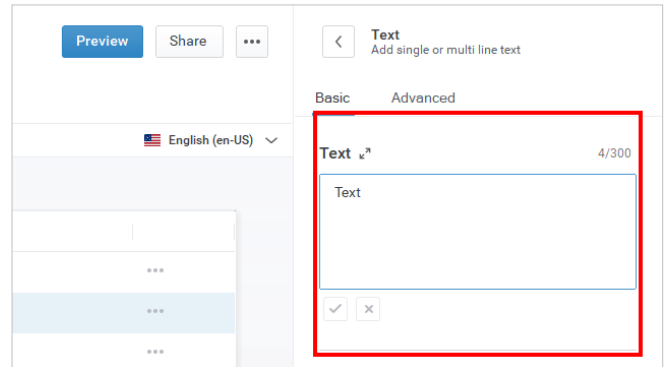 Preview Share •••
Text
Add single or multi line text
Basic Advanced
English (en-US)
Text 4/300
Text